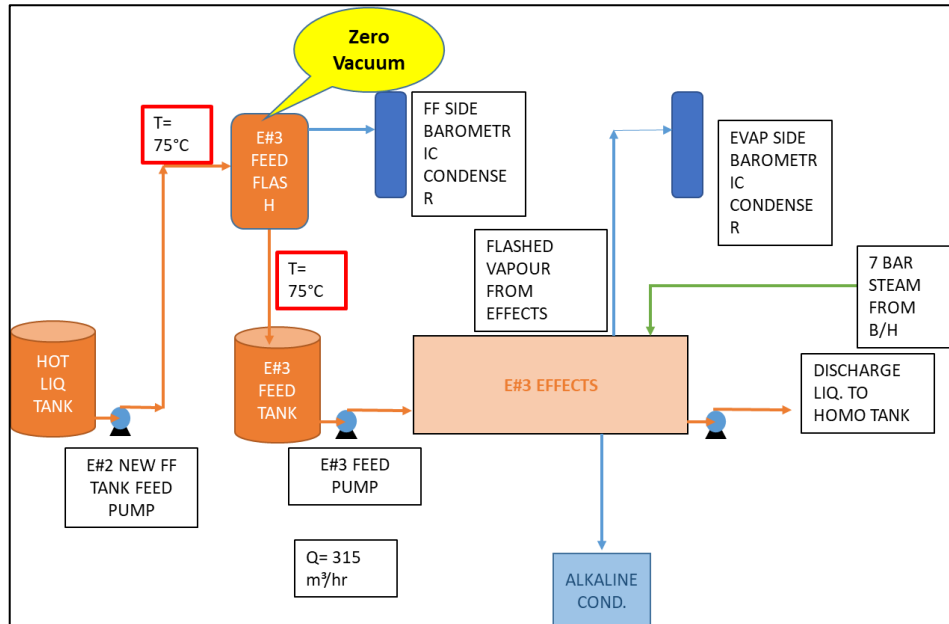 Zero
Vacuum
T=
75°C
E#3
FEED
FLAS
H
FF SIDE
BAROMETR
IC
CONDENSE
R
EVAP SIDE
BAROMETR
IC
CONDENSE
R
FLASHED
VAPOUR
FROM
EFFECTS
7 BAR
STEAM
FROM
B/H
T=
75°C
HOT
LIQ
TANK
E#3
FEED
TANK
E#3 EFFECTS
DISCHARGE
LIQ. TO
HOMO TANK
E#2 NEW FF
TANK FEED
PUMP
E#3 FEED
PUMP
Q= 315
m³/hr
ALKALINE
COND.